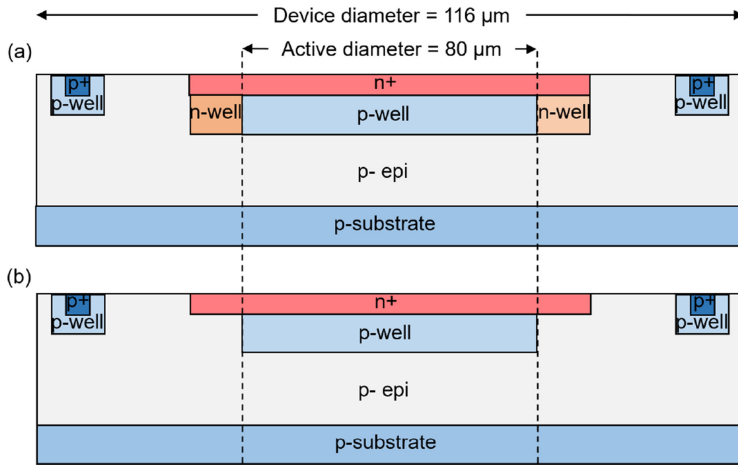 Device diameter = 116 μm
(a)
Active diameter = 80 μm
p+
n+
p+
p-well
n-well
p-well
n-well
p-well
p- epi
p-substrate
(b)
p+
n+
p+
p-well
p-well
p-well
p- epi
p-substrate